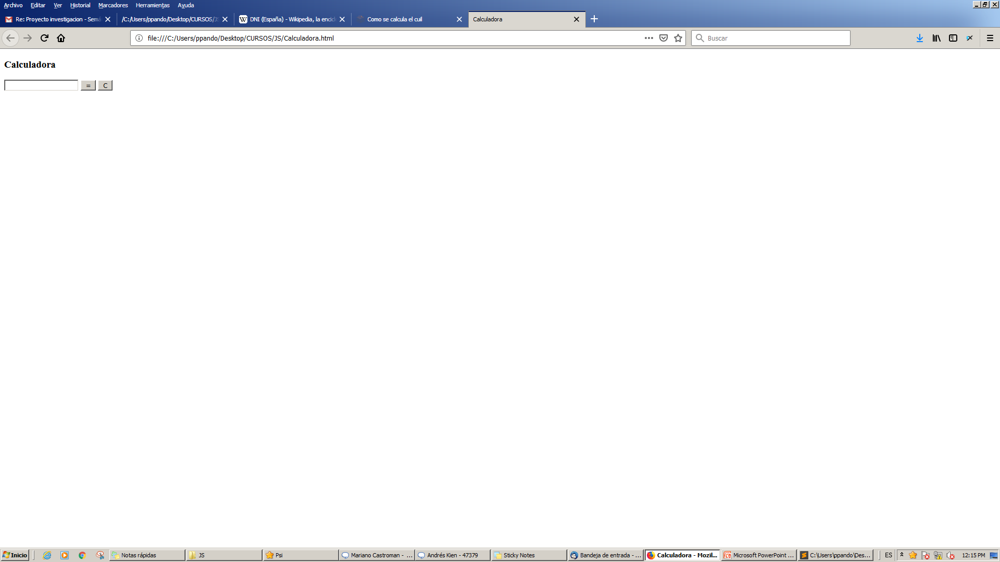 Archivo Editar Ver Historial Marcadores Herramientas Ayuda
Re: Proyecto investigacion - Semá
/C:/Users/ppando/Desktop/CURSOS/JS
DNI (España) - Wikipedia, la encicl
Como se calcula el cuil
Calculadora
file:///C:/Users/ppando/Desktop/CURSOS/JS/Calculadora.html
Buscar
Calculadora
= C
Inicio
Notas rápidas
JS
Psi
Mariano Castroman - ...
Andrés Kien - 47379
Sticky Notes
Bandeja de entrada - ...
Calculadora - Mozil...
Microsoft PowerPoint ...
C:\Users\ppando\Des...
ES
12:15 PM